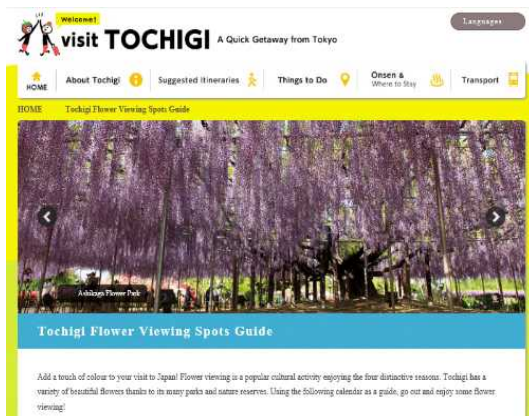 Welcome!
visit TOCHIGI A Quick Getaway from Tokyo
Languages
HOME
About Tochigi
Suggested Itineraries
Things to Do
Onsen &
Where to Stay
Transport
HOME Tochigi Flower Viewing Spots Guide
Ashikaga Flower Park
Tochigi Flower Viewing Spots Guide
Add a touch of colour to your visit to Japan! Flower viewing is a popular cultural activity enjoying the four distinctive seasons. Tochigi has a
variety of beautiful flowers thanks to its many parks and nature reserves. Using the following calendar as a guide, go out and enjoy some flower
viewing!